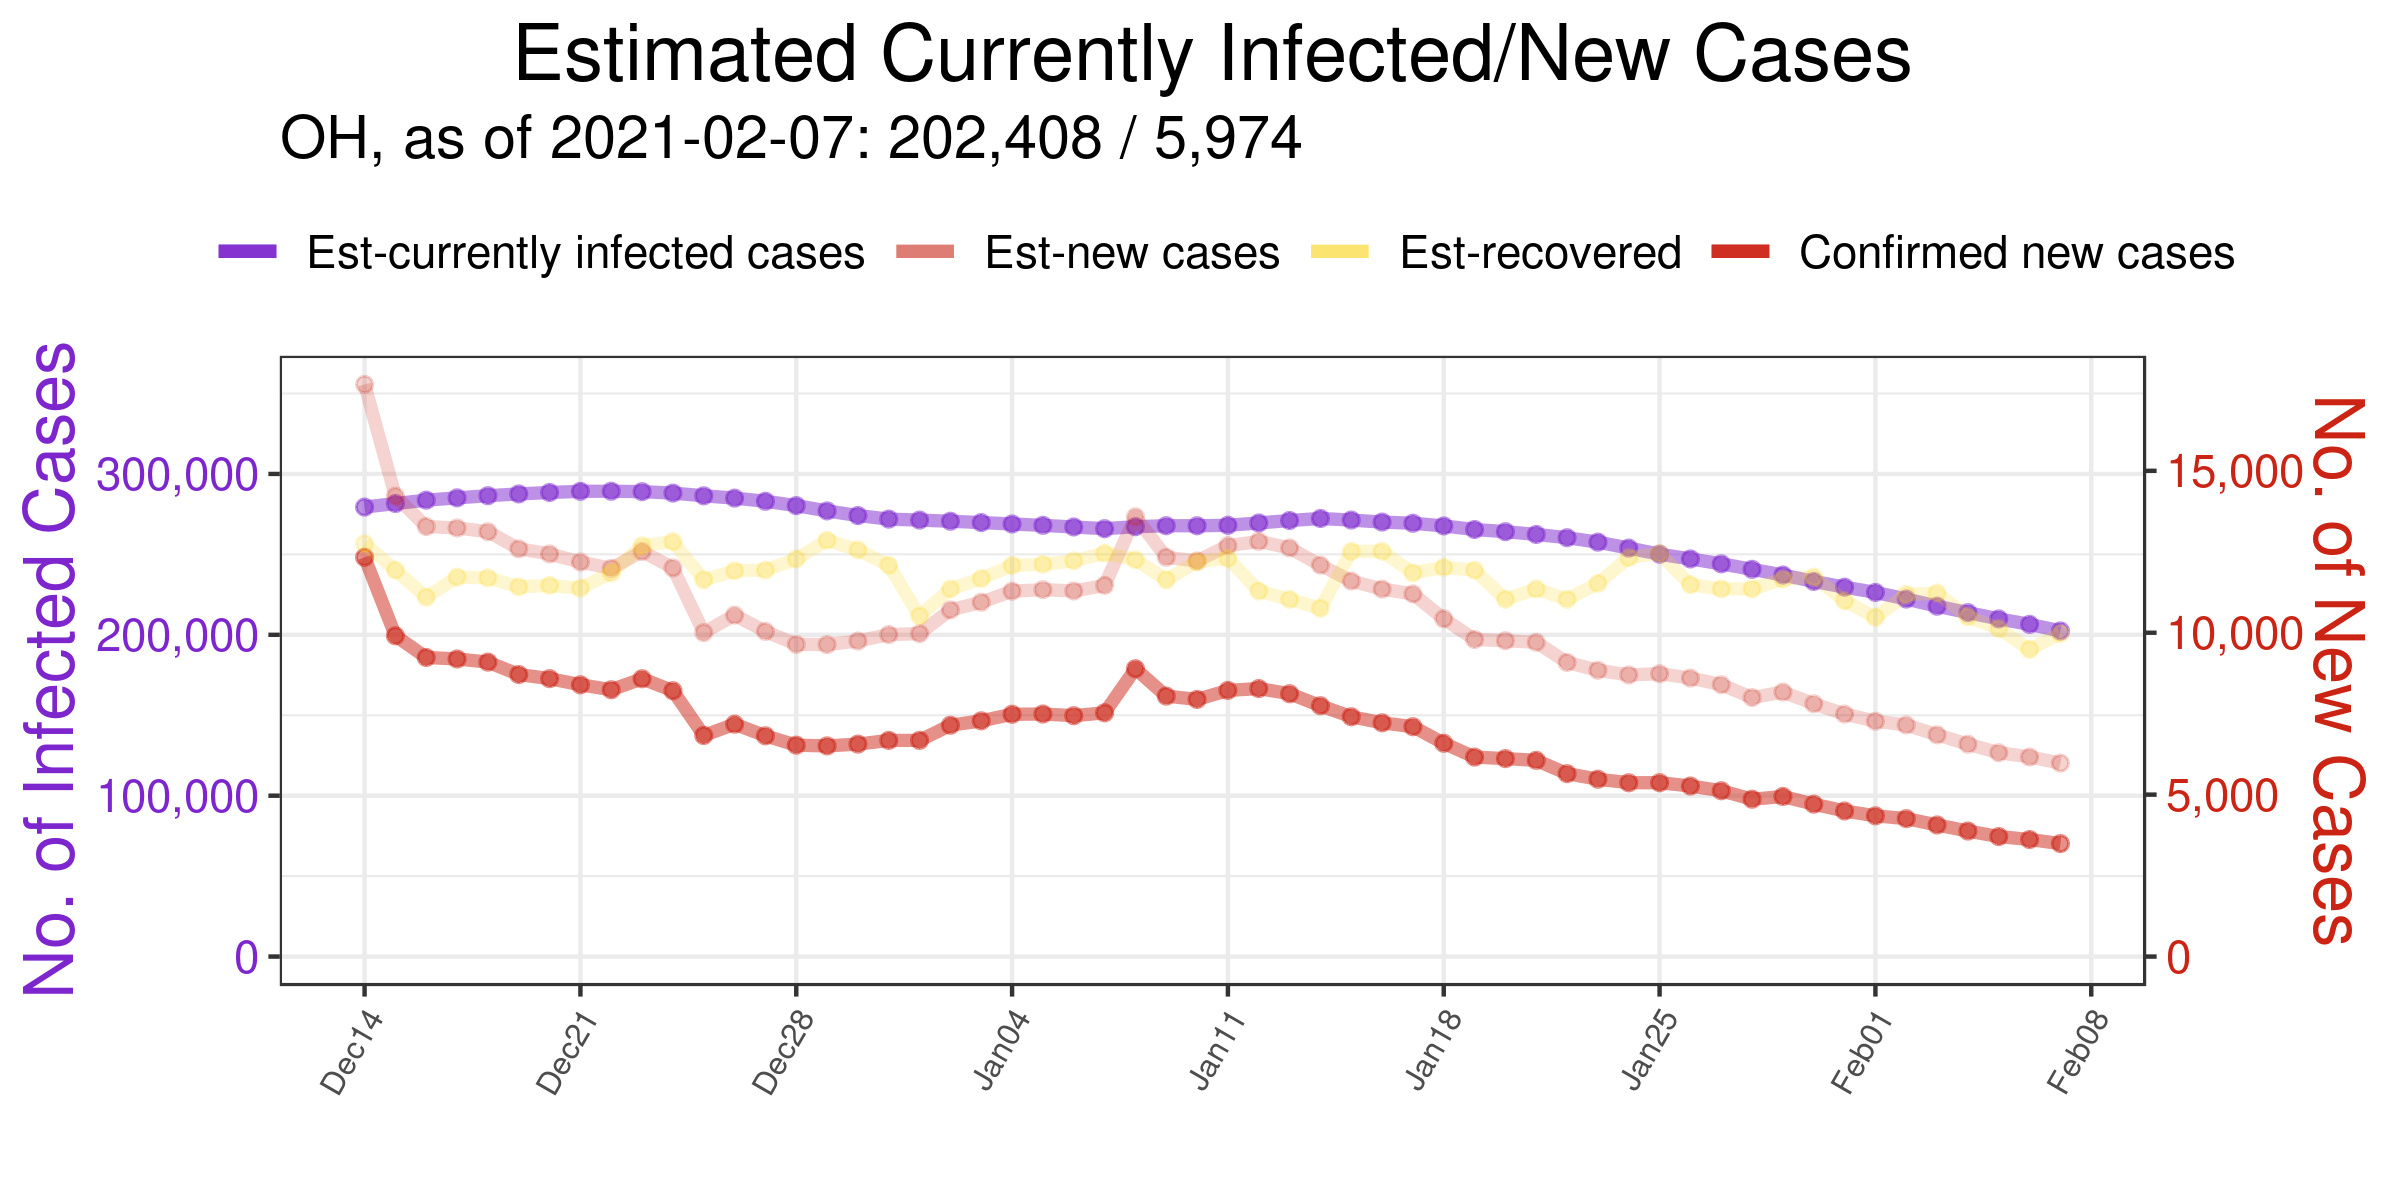 Estimated Currently Infected/New Cases
OH, as of 2021-02-07: 202,408 / 5,974
Est-currently infected cases Est-new cases Est-recovered Confirmed new cases
No. of Infected Cases
300,000
200,000
100,000
0
15,000
10,000
5,000
0
No. of New Cases
Dec14 Dec21 Dec28 Jan04 Jan11 Jan18 Jan25 Feb01 Feb08